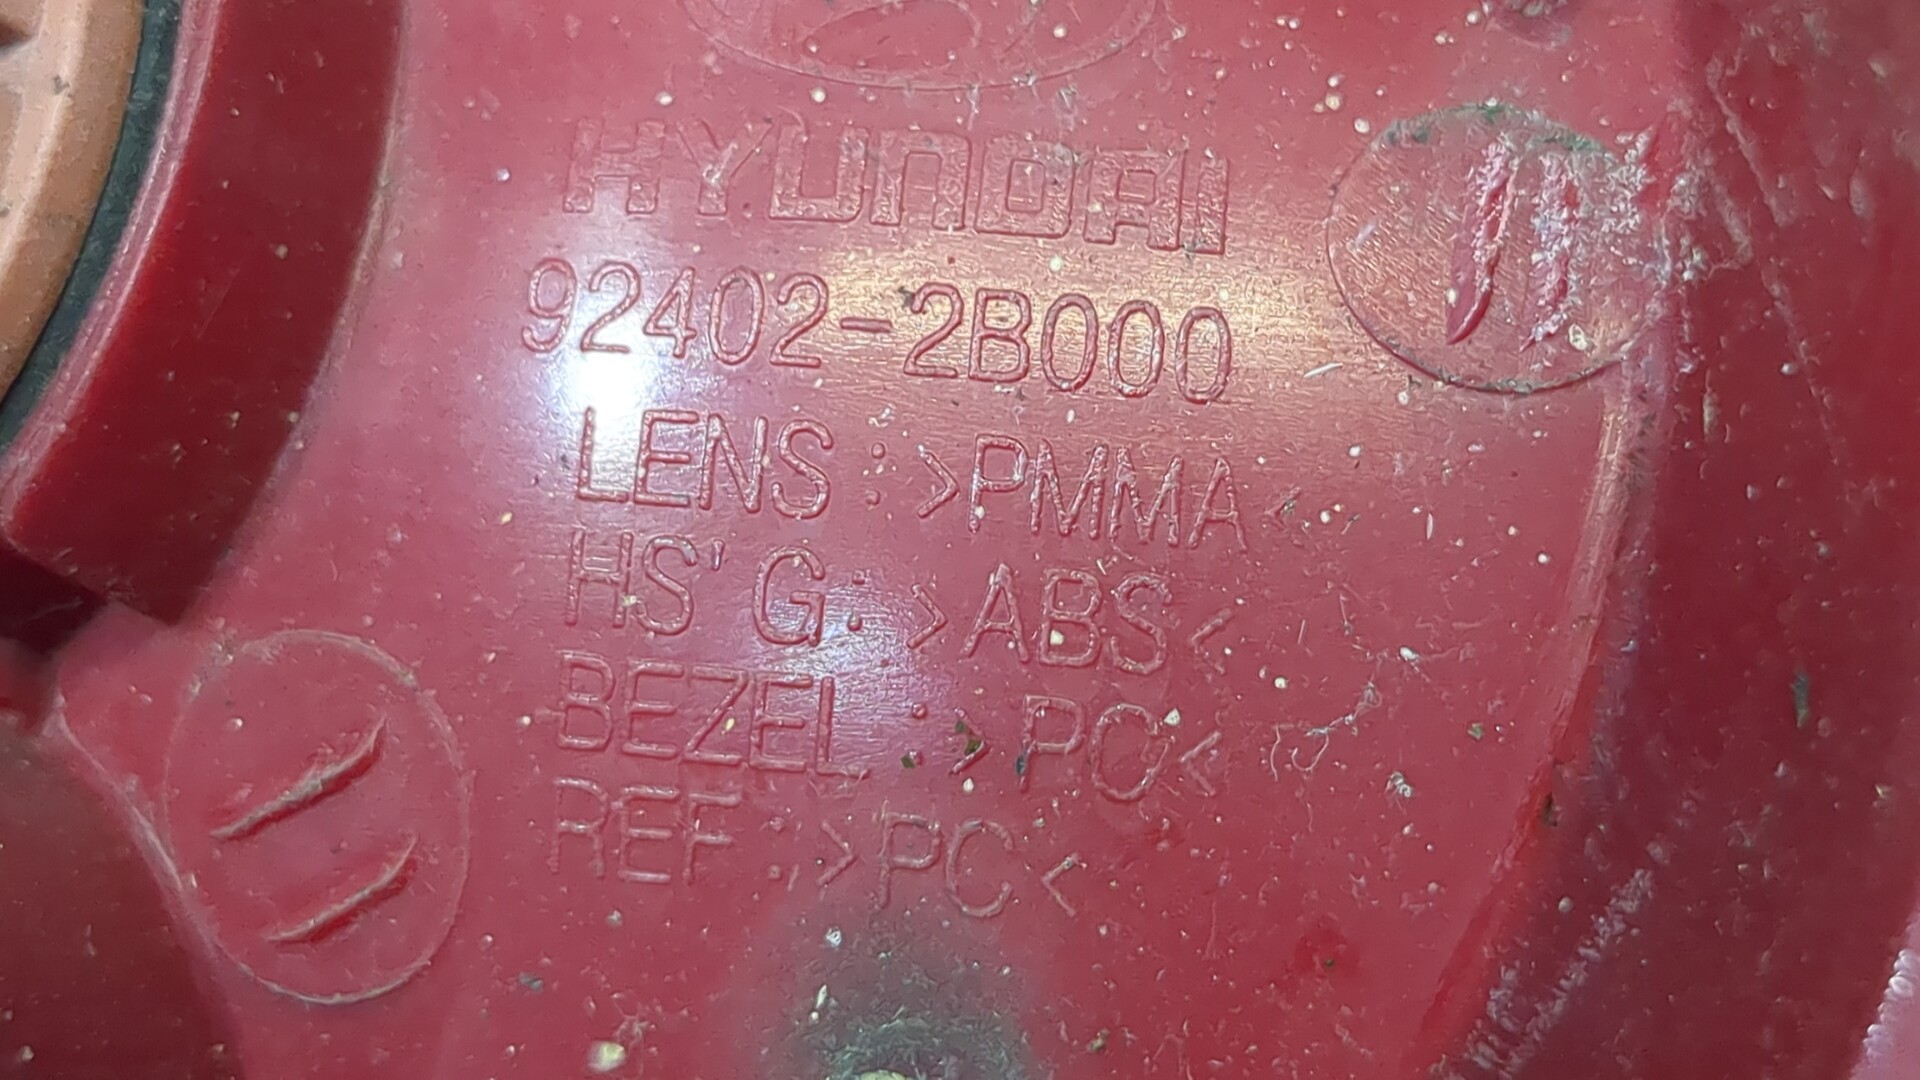 HYUNDAI
92402-2B000
LENS : >PMMA<
HS'G : >ABS<
BEZEL : >PC<
REF : >PC<